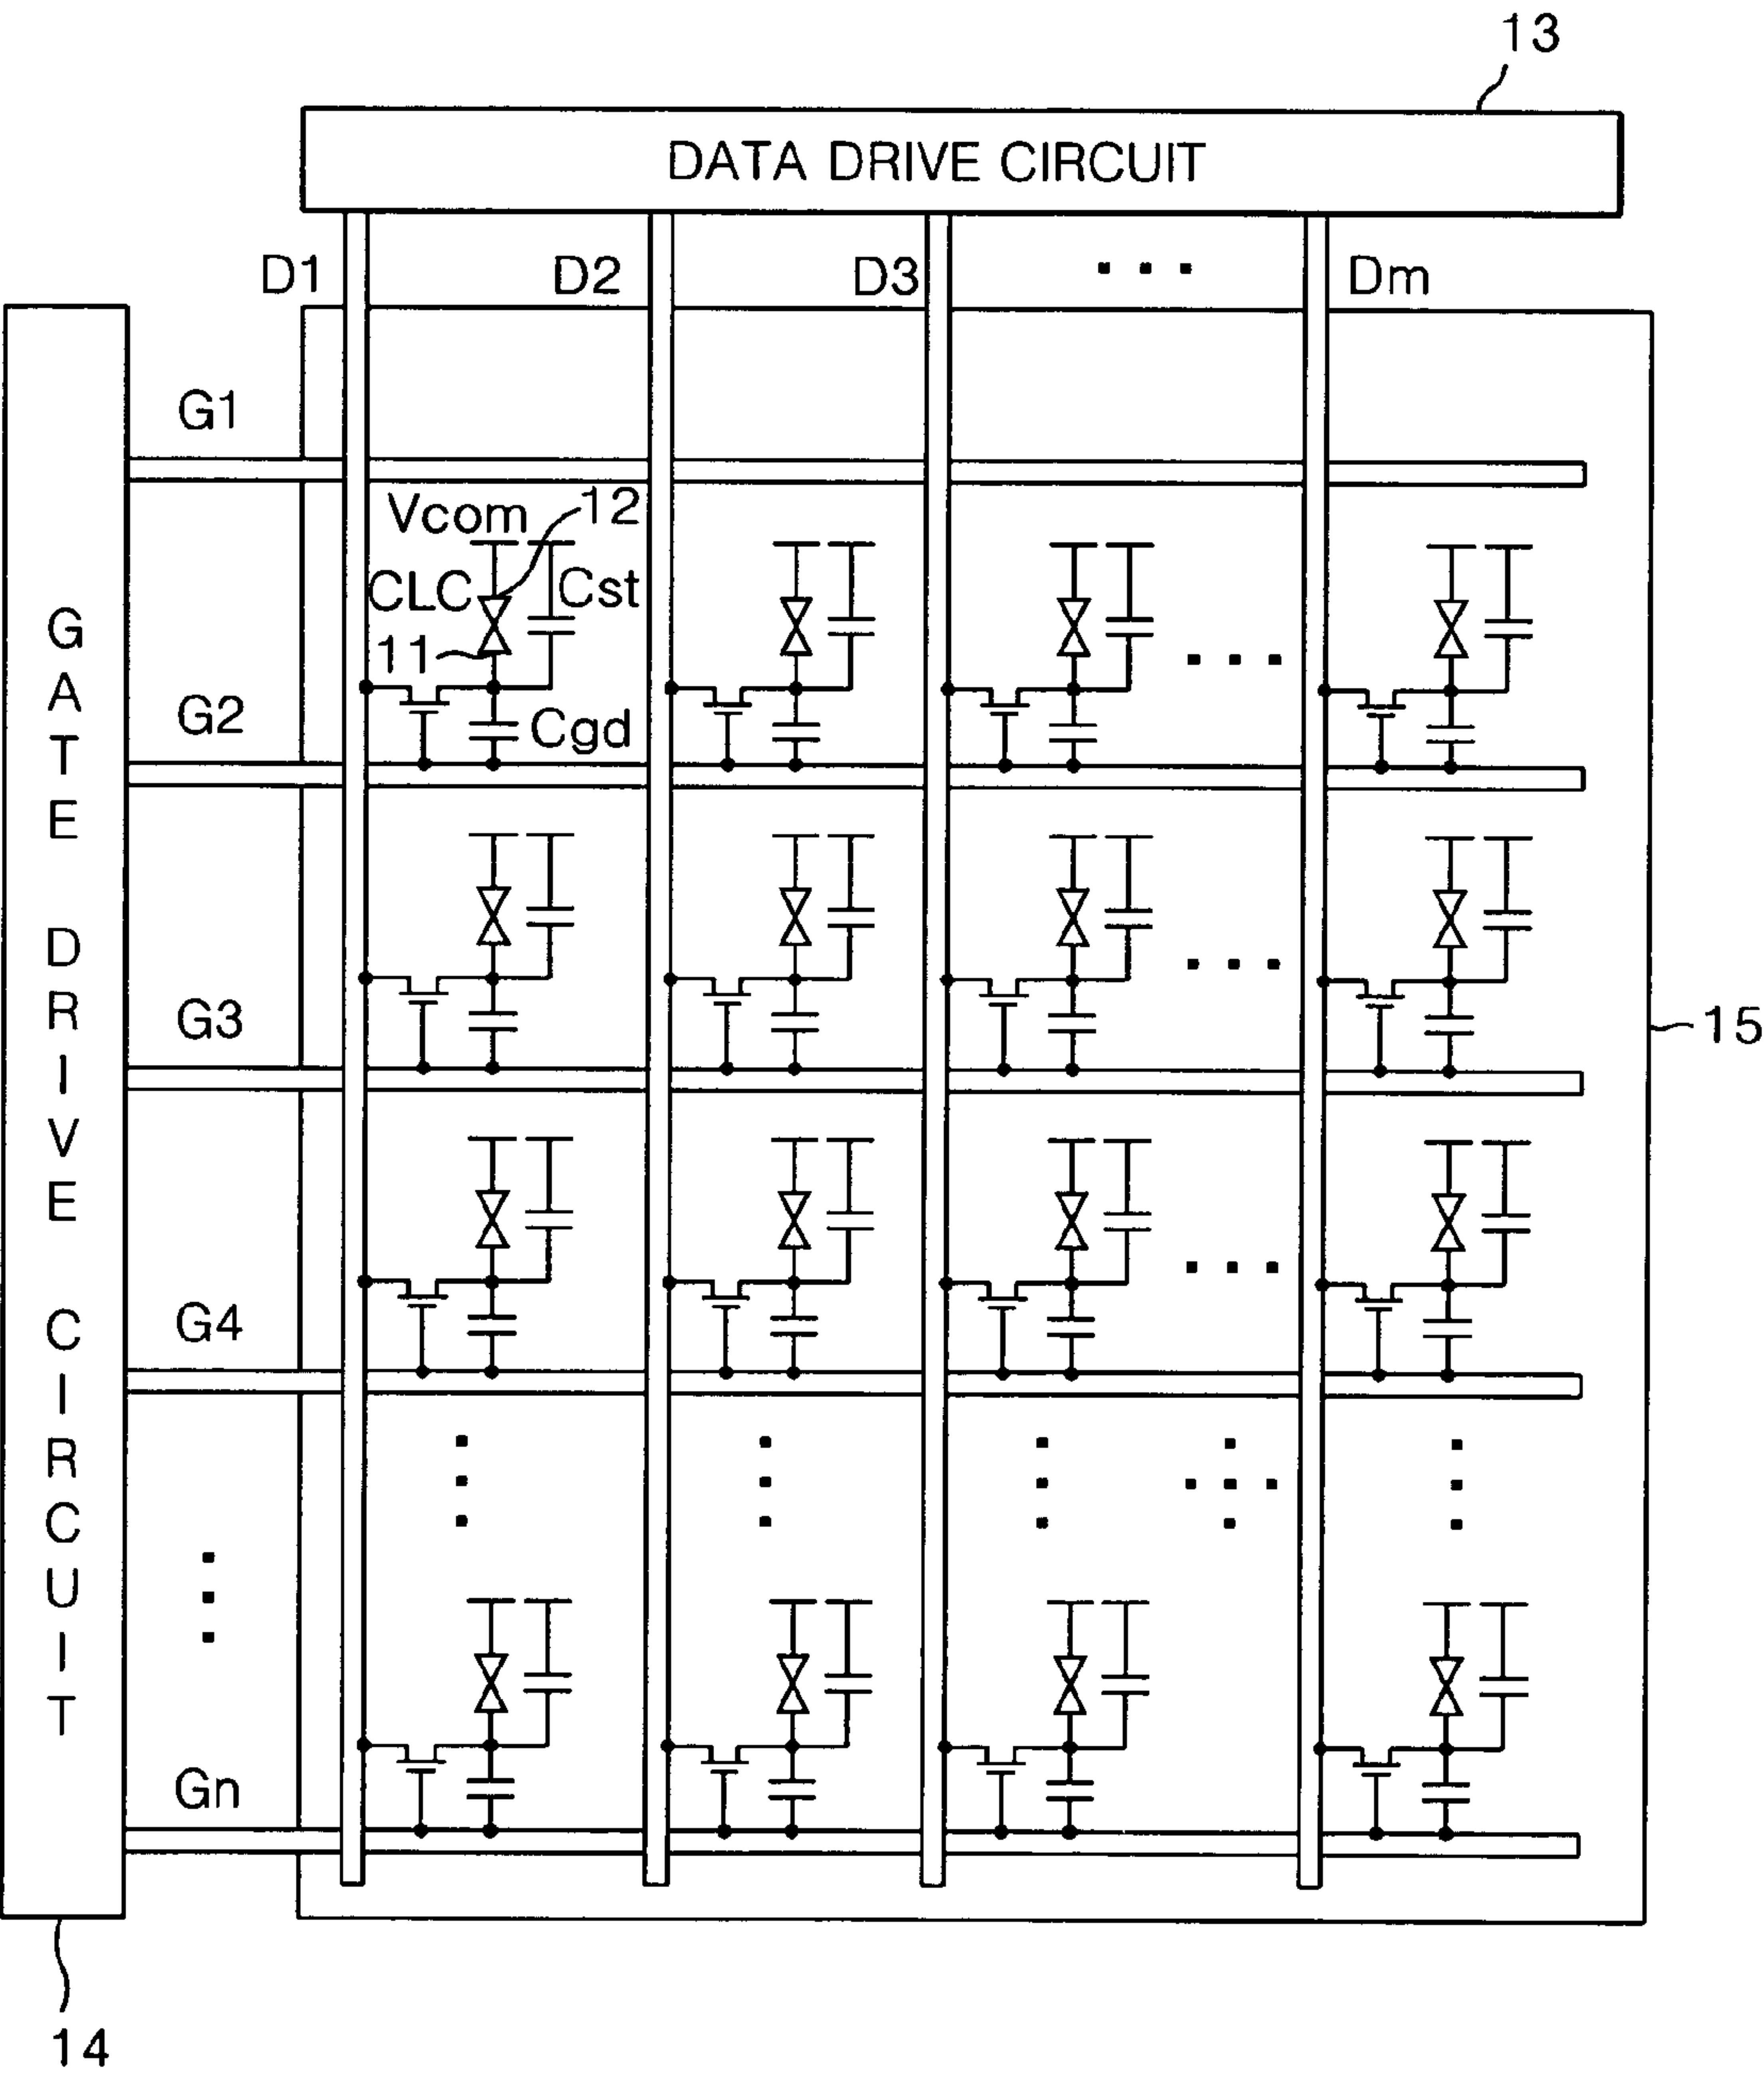 13
DATA DRIVE CIRCUIT
D1 D2 D3 Dm
G1
Vcom 12
CLC Cst
11
G2 Cgd
G3
15
G4
Gn
GATE DRIVE CIRCUIT
14